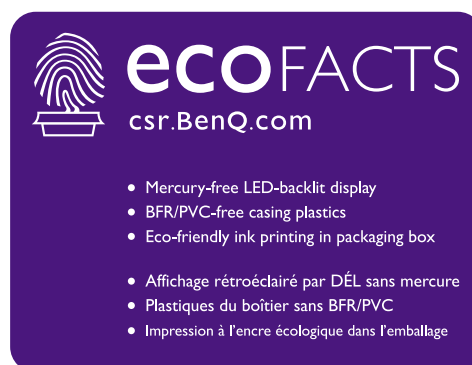 ecoFACTS
csr.BenQ.com
• Mercury-free LED-backlit display
• BFR/PVC-free casing plastics
• Eco-friendly ink printing in packaging box
• Affichage rétroéclairé par DÉL sans mercure
• Plastiques du boîtier sans BFR/PVC
• Impression à l'encre écologique dans l'emballage